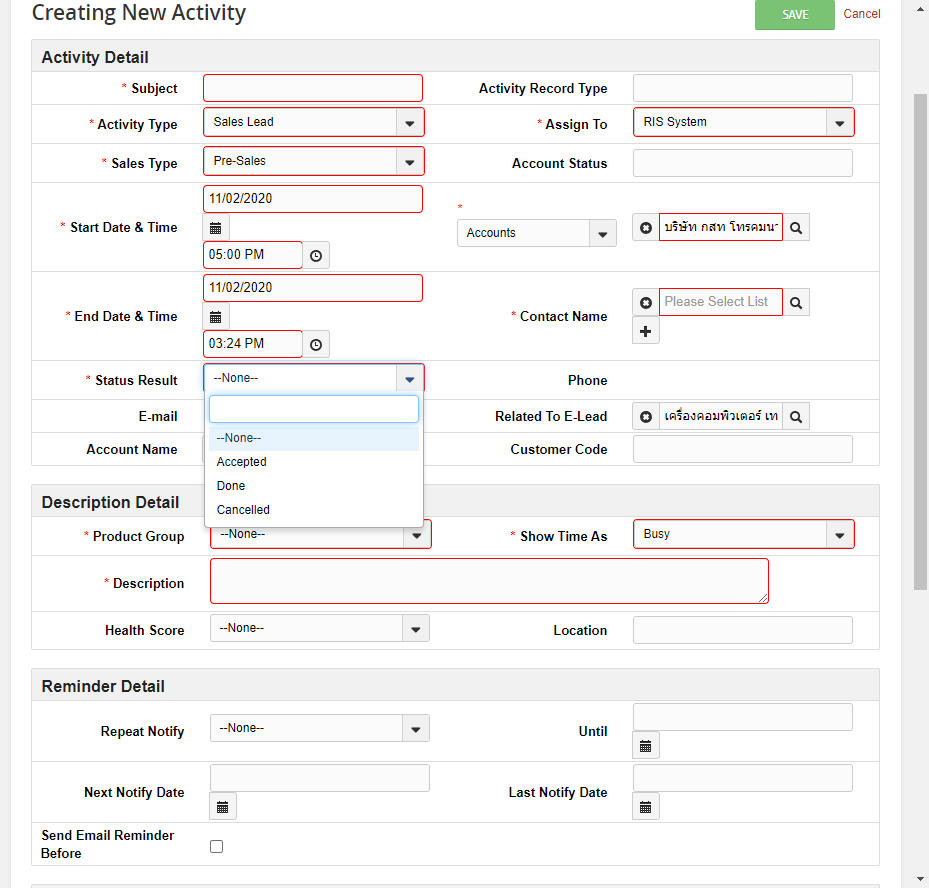 Creating New Activity
SAVE
Cancel
Activity Detail
* Subject
Activity Record Type
* Activity Type
Sales Lead
* Assign To
RIS System
* Sales Type
Pre-Sales
Account Status
* Start Date & Time
11/02/2020
05:00 PM
*
Accounts
บริษัท กสท โทรคมนา
* End Date & Time
11/02/2020
03:24 PM
* Contact Name
Please Select List
* Status Result
--None--
Phone
--None--
Accepted
Done
Cancelled
E-mail
Related To E-Lead
เครื่องคอมพิวเตอร์ เท
Account Name
Customer Code
Description Detail
* Product Group
--None--
* Show Time As
Busy
* Description
Health Score
--None--
Location
Reminder Detail
Repeat Notify
--None--
Until
Next Notify Date
Last Notify Date
Send Email Reminder
Before